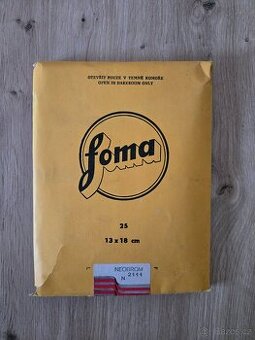 OTEVŘÍT POUZE V TEMNÉ KOMOŘE
OPEN IN DARKROOM ONLY
foma
25
13 x 18 cm
NEOBROM
N 2111